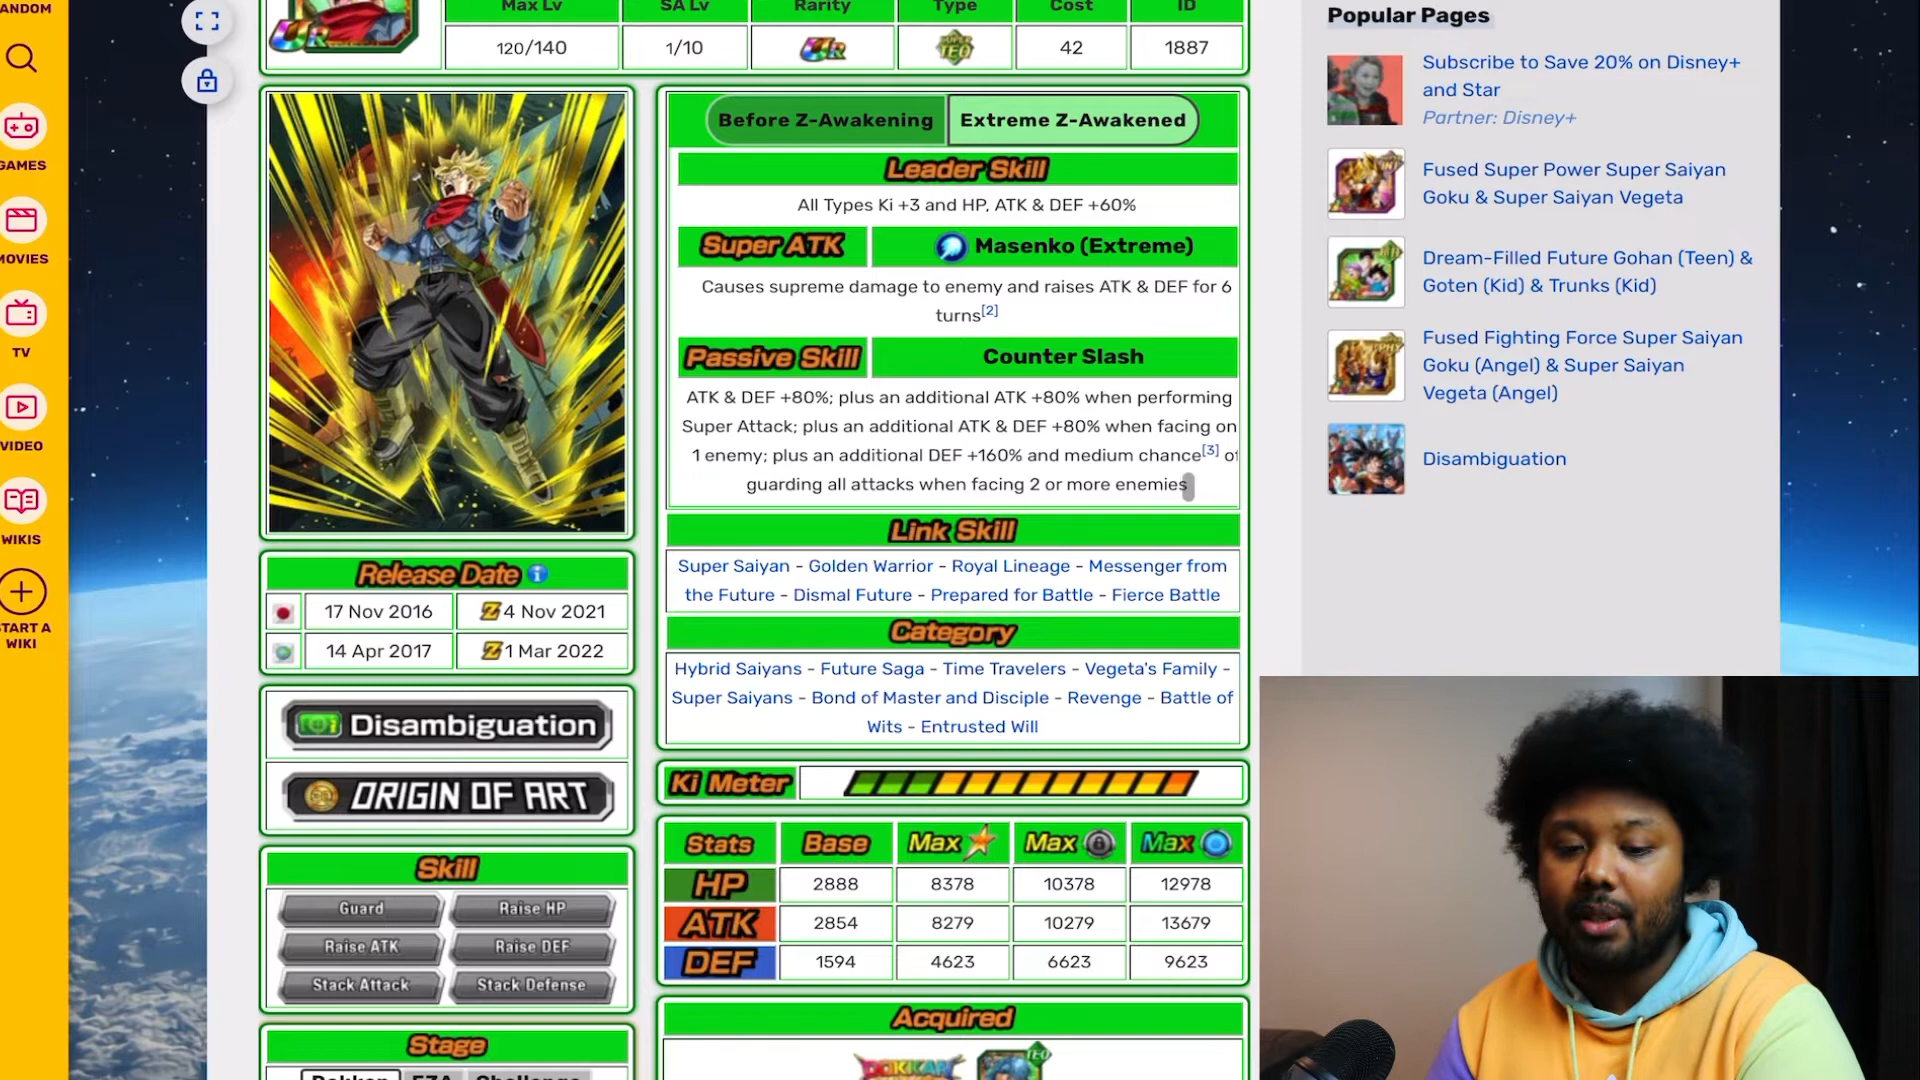 ANDOM
GAMES
MOVIES
TV
VIDEO
WIKIS
START A
WIKI
Max Lv
SA Lv
Rarity
Type
Cost
ID
UR
120/140
1/10
UR
SUPER
TEQ
42
1887
Before Z-Awakening
Extreme Z-Awakened
Leader Skill
All Types Ki +3 and HP, ATK & DEF +60%
Super ATK
Masenko (Extreme)
Causes supreme damage to enemy and raises ATK & DEF for 6
turns[2]
Passive Skill
Counter Slash
ATK & DEF +80%; plus an additional ATK +80% when performing
Super Attack; plus an additional ATK & DEF +80% when facing on
1 enemy; plus an additional DEF +160% and medium chance[3] of
guarding all attacks when facing 2 or more enemies
Link Skill
Super Saiyan - Golden Warrior - Royal Lineage - Messenger from
the Future - Dismal Future - Prepared for Battle - Fierce Battle
Category
Hybrid Saiyans - Future Saga - Time Travelers - Vegeta's Family -
Super Saiyans - Bond of Master and Disciple - Revenge - Battle of
Wits - Entrusted Will
Ki Meter
Stats
Base
Max
Max
Max
HP
2888
8378
10378
12978
ATK
2854
8279
10279
13679
DEF
1594
4623
6623
9623
Acquired
DOKKAN
TEQ
Release Date
17 Nov 2016
Z 4 Nov 2021
14 Apr 2017
Z 1 Mar 2022
Disambiguation
ORIGIN OF ART
Skill
Guard
Raise HP
Raise ATK
Raise DEF
Stack Attack
Stack Defense
Stage
Dokkan
EZA
Challenge
Popular Pages
Subscribe to Save 20% on Disney+
and Star
Partner: Disney+
Fused Super Power Super Saiyan
Goku & Super Saiyan Vegeta
Dream-Filled Future Gohan (Teen) &
Goten (Kid) & Trunks (Kid)
Fused Fighting Force Super Saiyan
Goku (Angel) & Super Saiyan
Vegeta (Angel)
Disambiguation